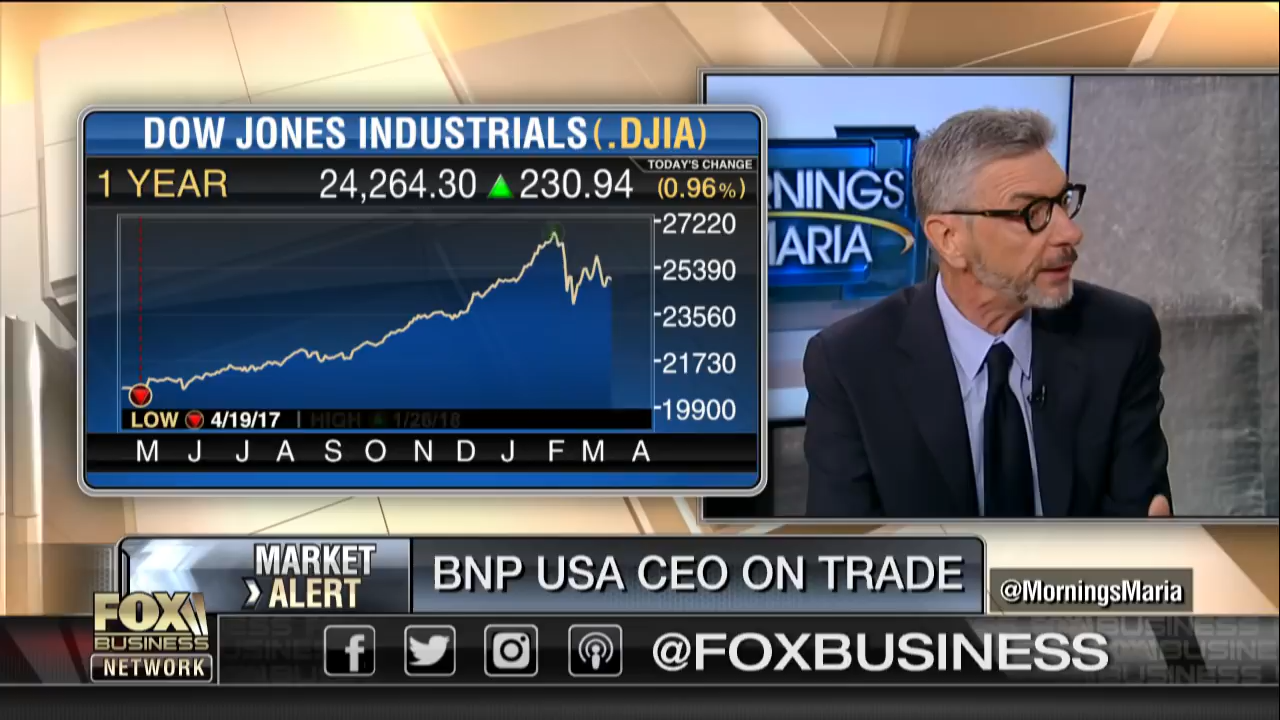 DOW JONES INDUSTRIALS (.DJIA)
TODAY'S CHANGE
1 YEAR 24,264.30 ▲ 230.94 (0.96%)
27220
25390
23560
21730
19900
LOW ▼ 4/19/17 | HIGH ▲ 1/26/18
M J J A S O N D J F M A
RNINGS
ARIA
MARKET
ALERT
BNP USA CEO ON TRADE
@MorningsMaria
FOX
BUSINESS
NETWORK
@FOXBUSINESS